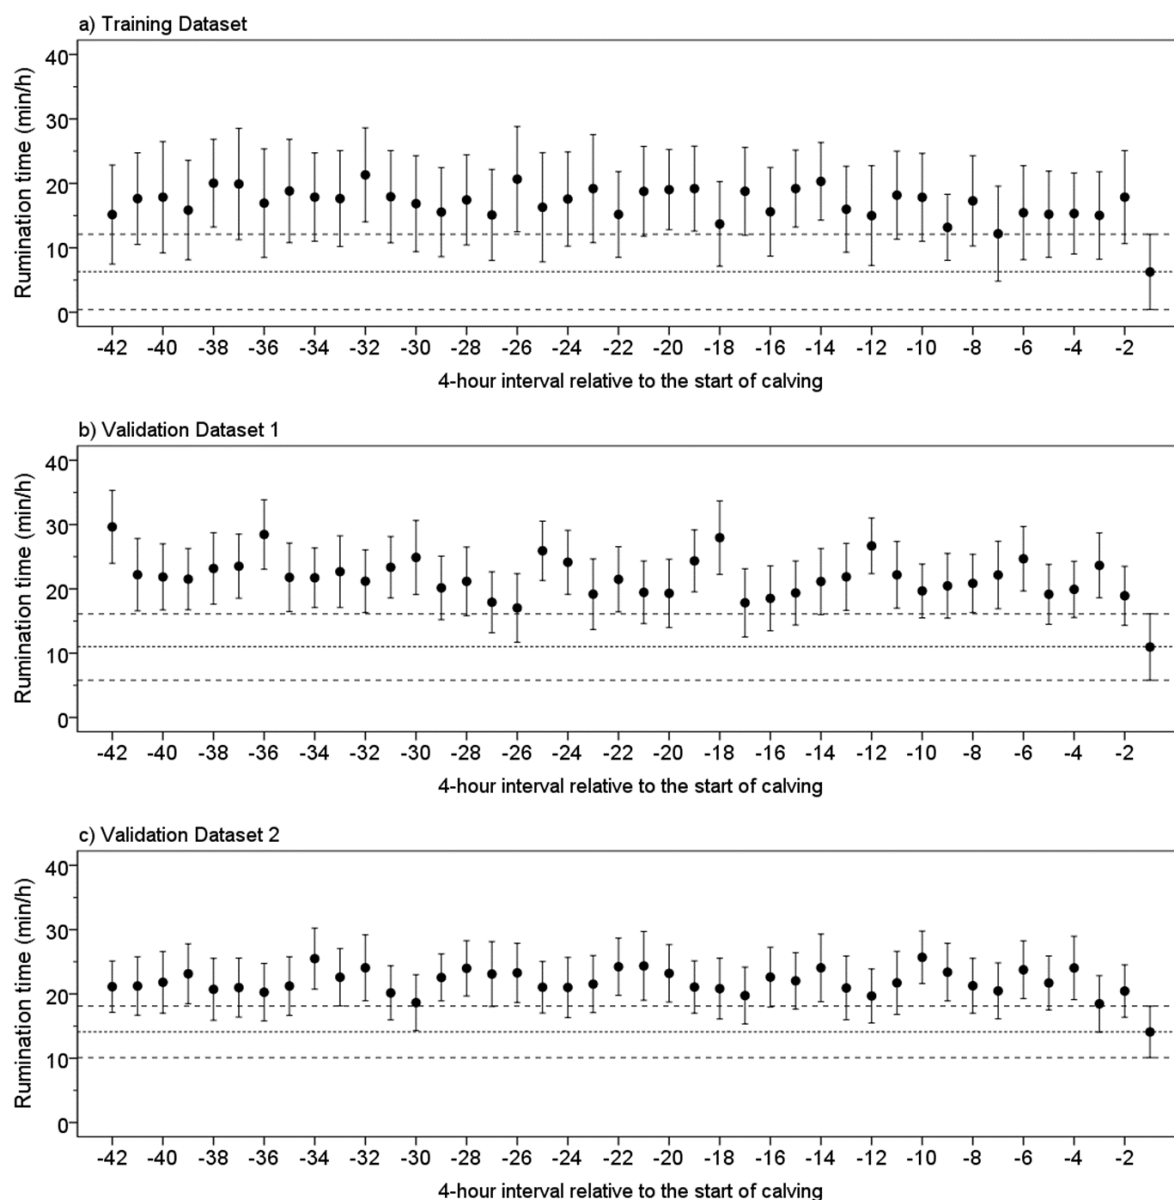 a) Training Dataset
Rumination time (min/h)
40
30
20
10
0
-42 -40 -38 -36 -34 -32 -30 -28 -26 -24 -22 -20 -18 -16 -14 -12 -10 -8 -6 -4 -2
4-hour interval relative to the start of calving
b) Validation Dataset 1
Rumination time (min/h)
40
30
20
10
0
-42 -40 -38 -36 -34 -32 -30 -28 -26 -24 -22 -20 -18 -16 -14 -12 -10 -8 -6 -4 -2
4-hour interval relative to the start of calving
c) Validation Dataset 2
Rumination time (min/h)
40
30
20
10
0
-42 -40 -38 -36 -34 -32 -30 -28 -26 -24 -22 -20 -18 -16 -14 -12 -10 -8 -6 -4 -2
4-hour interval relative to the start of calving